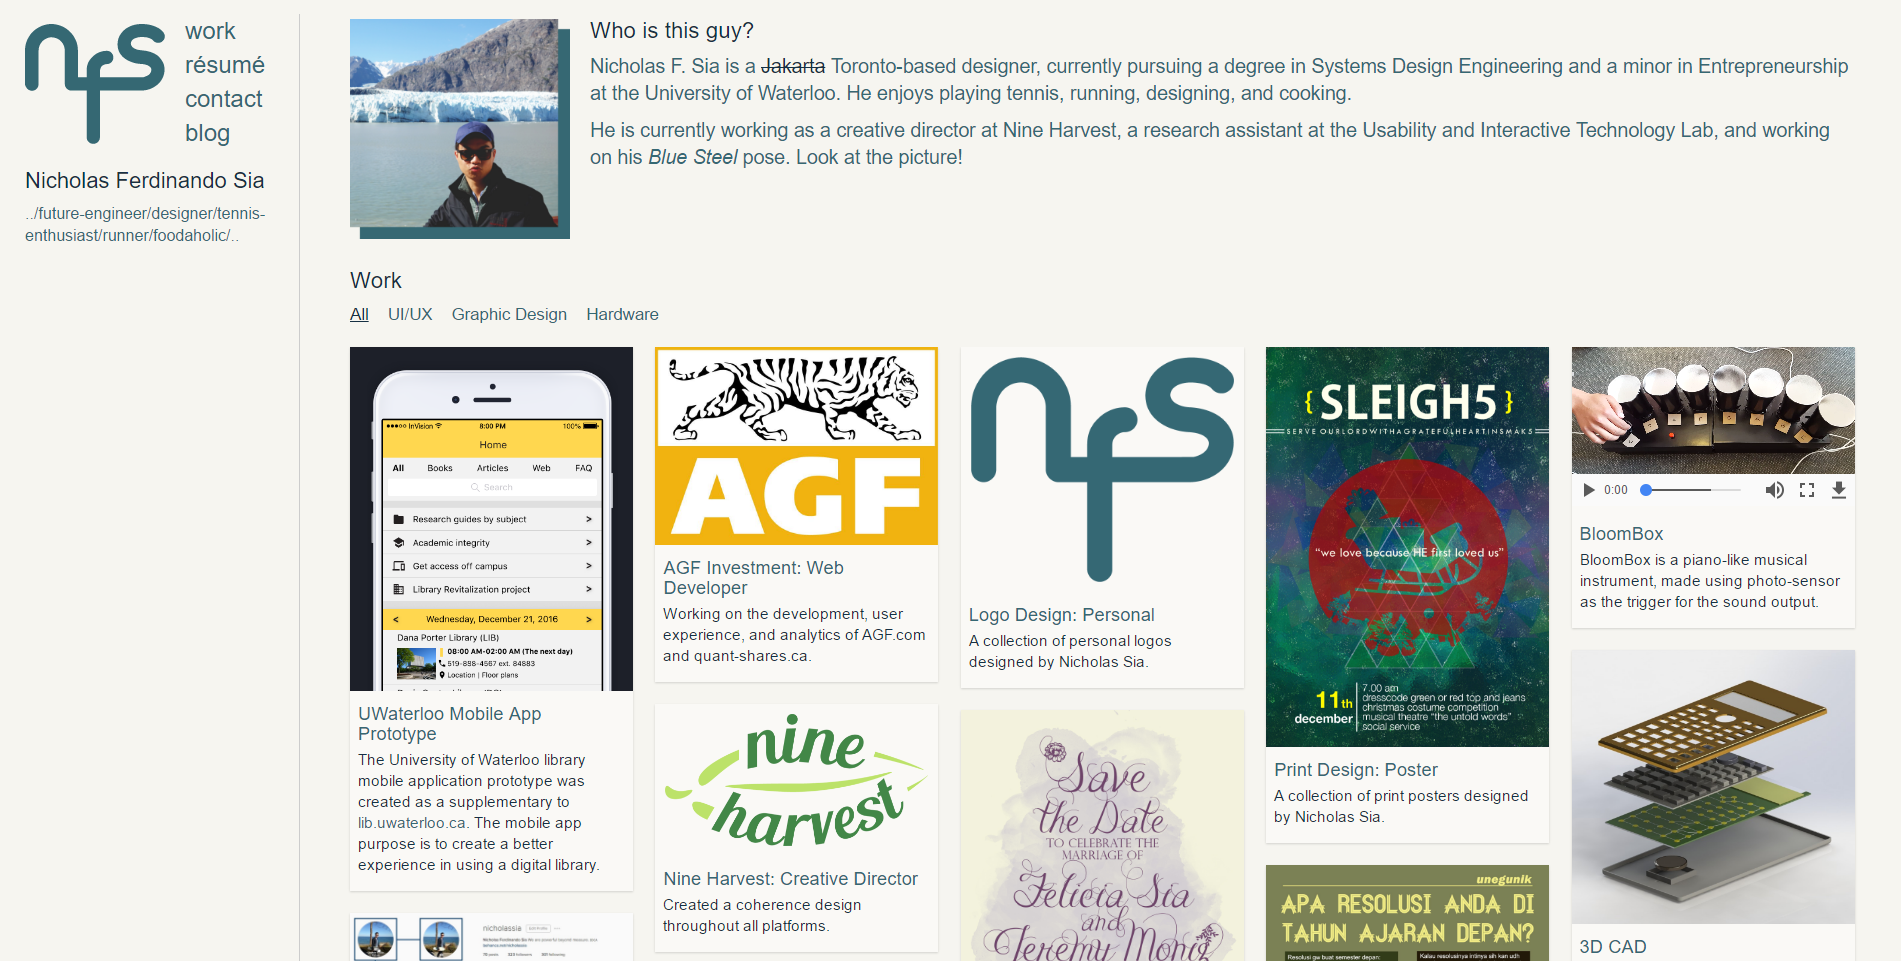 work
résumé
contact
blog
Nicholas Ferdinando Sia
../future-engineer/designer/tennis-
enthusiast/runner/foodaholic/..
Who is this guy?
Nicholas F. Sia is a Jakarta Toronto-based designer, currently pursuing a degree in Systems Design Engineering and a minor in Entrepreneurship
at the University of Waterloo. He enjoys playing tennis, running, designing, and cooking.
He is currently working as a creative director at Nine Harvest, a research assistant at the Usability and Interactive Technology Lab, and working
on his Blue Steel pose. Look at the picture!
Work
All UI/UX Graphic Design Hardware
InVision 8:00 PM 100%
Home
All Books Articles Web FAQ
Search
Research guides by subject >
Academic integrity >
Get access off campus >
Library Revitalization project >
< Wednesday, December 21, 2016 >
Dana Porter Library (LIB)
08:00 AM-02:00 AM (The next day)
519-888-4567 ext. 84883
Location | Floor plans
UWaterloo Mobile App
Prototype
The University of Waterloo library
mobile application prototype was
created as a supplementary to
lib.uwaterloo.ca. The mobile app
purpose is to create a better
experience in using a digital library.
nicholassia
AGF
AGF Investment: Web
Developer
Working on the development, user
experience, and analytics of AGF.com
and quant-shares.ca.
nine
harvest
Nine Harvest: Creative Director
Created a coherence design
throughout all platforms.
nfs
Logo Design: Personal
A collection of personal logos
designed by Nicholas Sia.
Save
the Date
TO CELEBRATE THE
MARRIAGE OF
Felicia Sia
and
Jeremy Mong
{ SLEIGH5 }
SERVEOURLORDWITHAGRATEFULHEARTINSMAK5
"we love because HE first loved us"
11th
december
7.00 am
dresscode green or red top and jeans
christmas costume competition
musical theatre "the untold words"
social service
Print Design: Poster
A collection of print posters designed
by Nicholas Sia.
unegunik
APA RESOLUSI ANDA DI
TAHUN AJARAN DEPAN?
Resolusi gw buat semester depan:
Kalau resolusinya intinya sih kan udh
0:00
BloomBox
BloomBox is a piano-like musical
instrument, made using photo-sensor
as the trigger for the sound output.
3D CAD